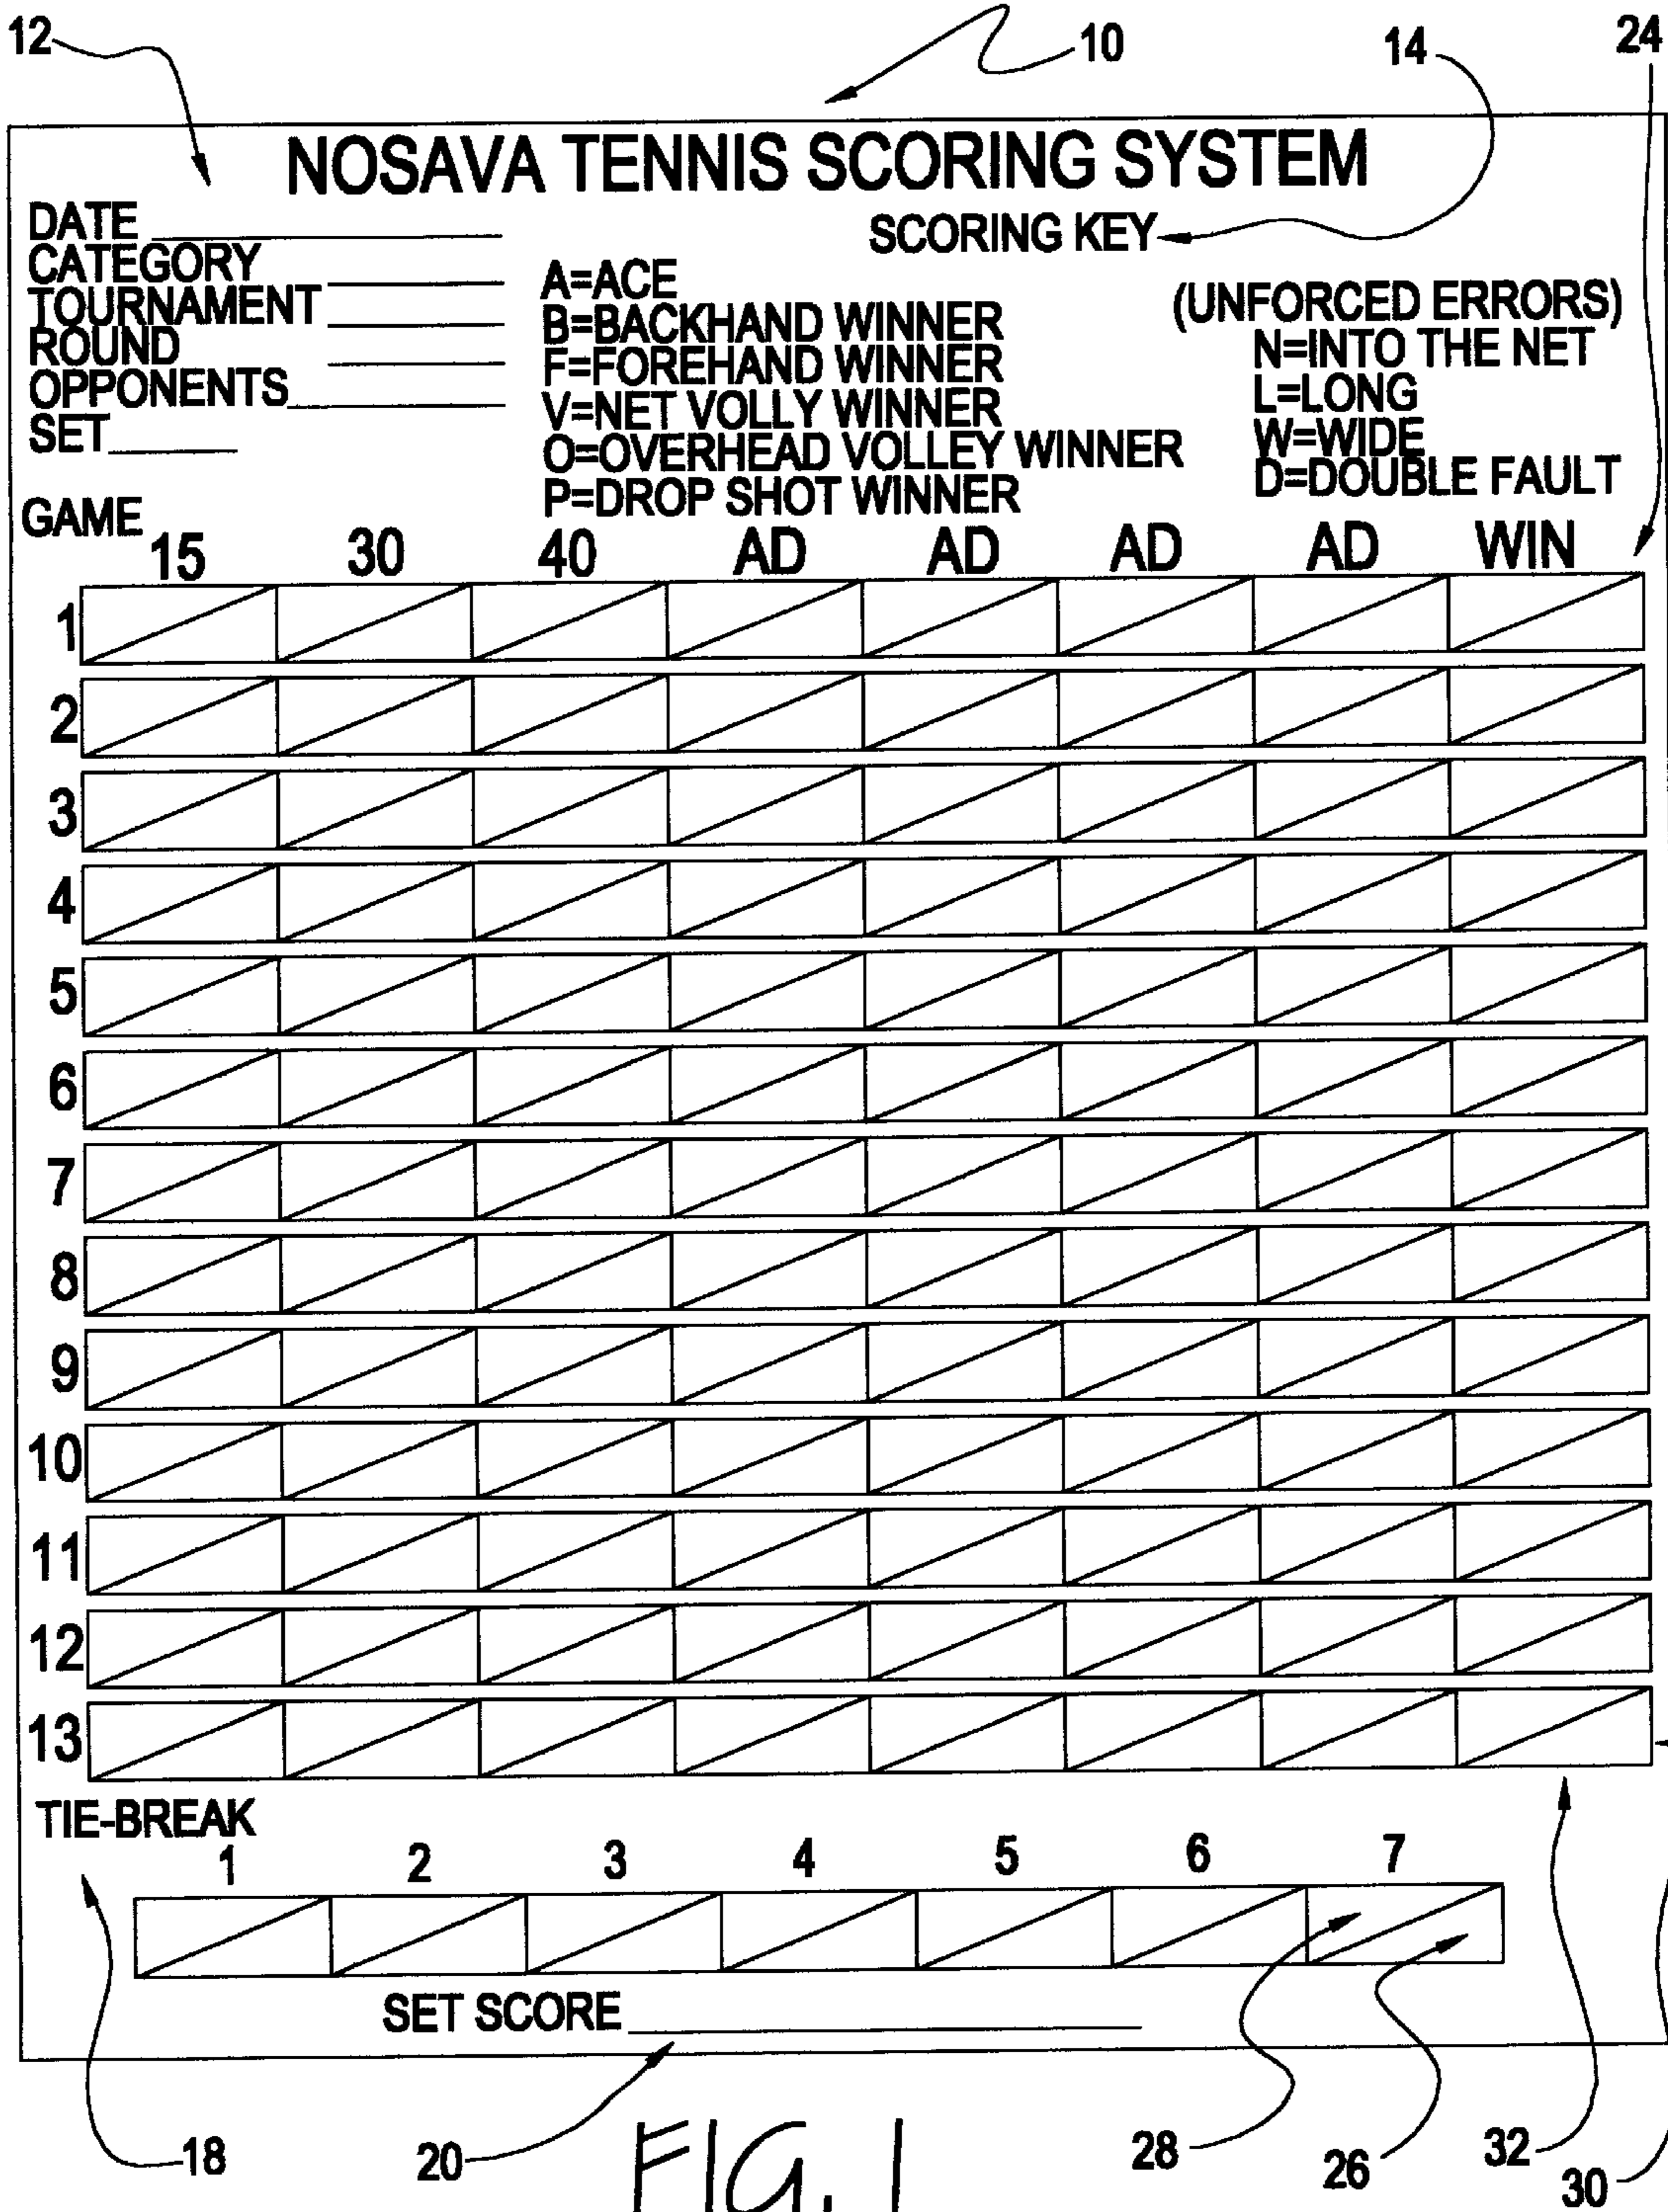 12 10 14 24
NOSAVA TENNIS SCORING SYSTEM
DATE
CATEGORY
TOURNAMENT
ROUND
OPPONENTS
SET
SCORING KEY
A=ACE
B=BACKHAND WINNER
F=FOREHAND WINNER
V=NET VOLLY WINNER
O=OVERHEAD VOLLEY WINNER
P=DROP SHOT WINNER
(UNFORCED ERRORS)
N=INTO THE NET
L=LONG
W=WIDE
D=DOUBLE FAULT
GAME
15 30 40 AD AD AD AD WIN
1
2
3
4
5
6
7
8
9
10
11
12
13
TIE-BREAK
1 2 3 4 5 6 7
SET SCORE
18 20 28 26 32 30
FIG. 1